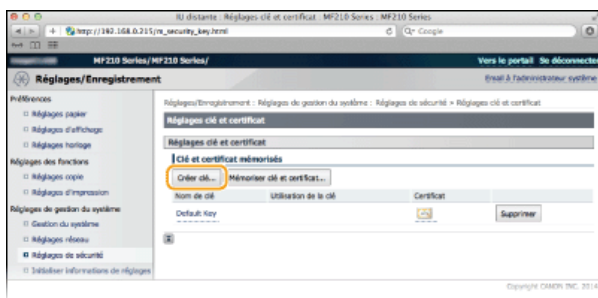 IU distante : Réglages clé et certificat : MF210 Series : MF210 Series
http://192.168.0.215/m_security_key.html
Google
MF210 Series/MF210 Series/
Vers le portail Se déconnecter
Réglages/Enregistrement
Email à l'administrateur système
Préférences
Réglages papier
Réglages d'affichage
Réglages horloge
Réglages des fonctions
Réglages copie
Réglages d'impression
Réglages de gestion du système
Gestion du système
Réglages réseau
Réglages de sécurité
Initialiser informations de réglages
Réglages/Enregistrement : Réglages de gestion du système : Réglages de sécurité > Réglages clé et certificat
Réglages clé et certificat
Réglages clé et certificat
Clé et certificat mémorisés
Créer clé... Mémoriser clé et certificat...
Nom de clé Utilisation de la clé Certificat
Default Key Supprimer
Copyright CANON INC. 2014